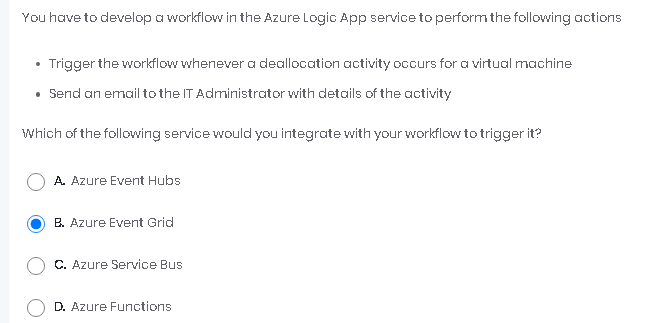 You have to develop a workflow in the Azure Logic App service to perform the following actions
• Trigger the workflow whenever a deallocation activity occurs for a virtual machine
• Send an email to the IT Administrator with details of the activity
Which of the following service would you integrate with your workflow to trigger it?
A. Azure Event Hubs
B. Azure Event Grid
C. Azure Service Bus
D. Azure Functions